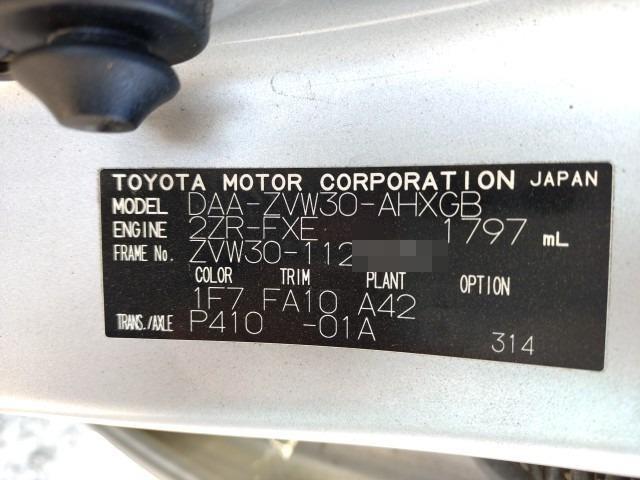 TOYOTA MOTOR CORPORATION JAPAN
MODEL DAA-ZVW30-AHXGB
ENGINE 2ZR-FXE 1797 mL
FRAME No. ZVW30-112
COLOR TRIM PLANT OPTION
1F7 FA10 A42
TRANS./AXLE P410 -01A
314